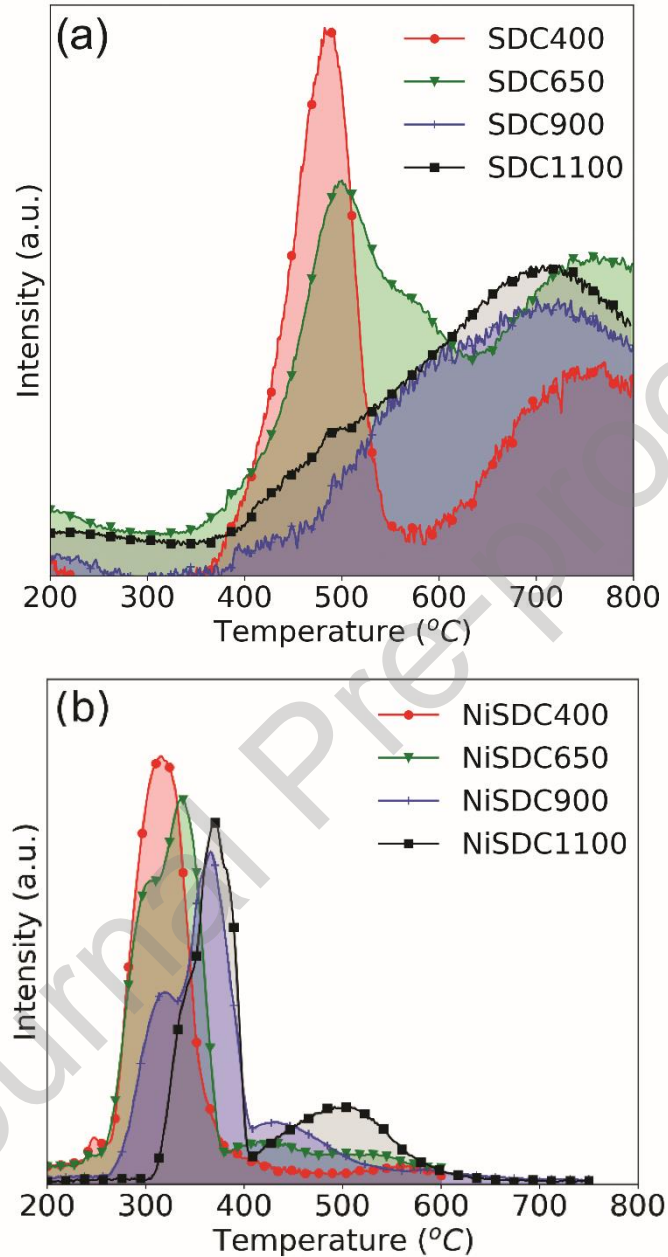 (a)
SDC400
SDC650
SDC900
SDC1100
Intensity (a.u.)
200 300 400 500 600 700 800
Temperature (°C)
(b)
NiSDC400
NiSDC650
NiSDC900
NiSDC1100
Intensity (a.u.)
200 300 400 500 600 700 800
Temperature (°C)
Journal Pre-proo